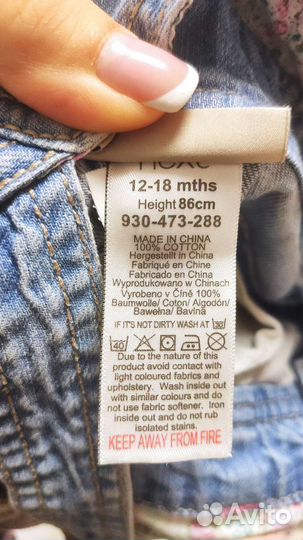 next
12-18 mths
Height 86cm
930-473-288
MADE IN CHINA
100% COTTON
Hergestellt in China
Fabriqué en Chine
Fabricado en China
Wyprodukowano w Chinach
Vyrobeno v Číně 100%
Baumwolle/ Coton/ Algodón/
Bawełna/ Bavlna
IF IT'S NOT DIRTY WASH AT 30
40
Due to the nature of this
product avoid contact with
light coloured fabrics and
upholstery. Wash inside out
with similar colours and do
not use fabric softener. Iron
inside out and do not rub
isolated stains.
KEEP AWAY FROM FIRE
Avito